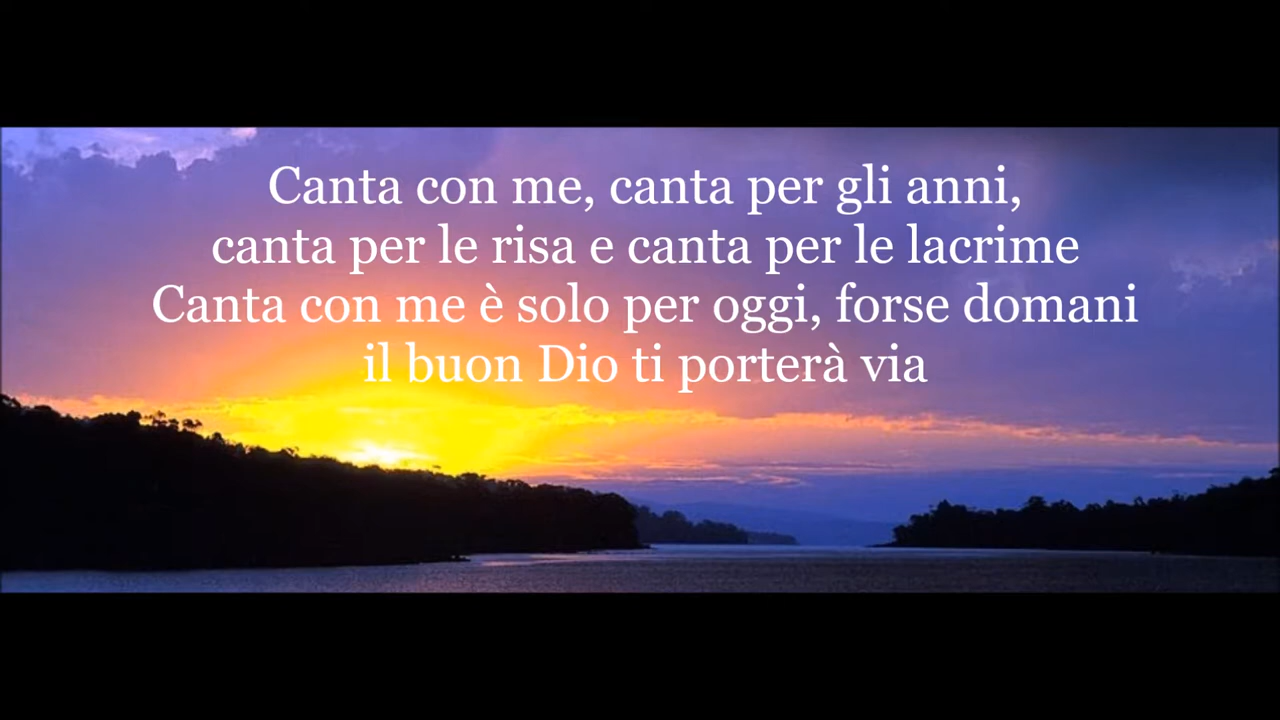 Canta con me, canta per gli anni,
canta per le risa e canta per le lacrime
Canta con me è solo per oggi, forse domani
il buon Dio ti porterà via